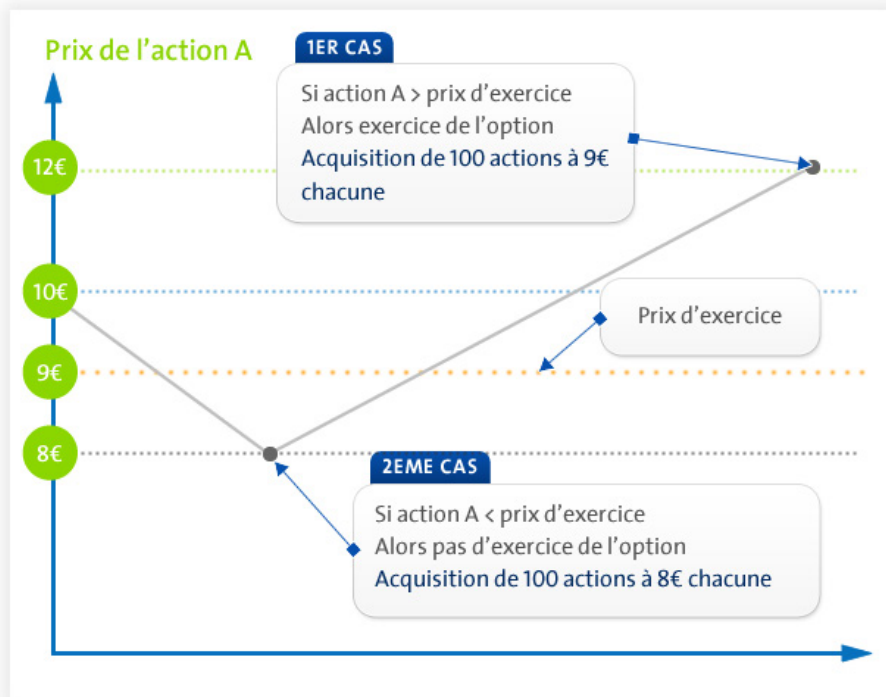 Prix de l'action A
1ER CAS
Si action A > prix d'exercice
Alors exercice de l'option
Acquisition de 100 actions à 9€
chacune
12€
10€
Prix d'exercice
9€
8€
2EME CAS
Si action A < prix d'exercice
Alors pas d'exercice de l'option
Acquisition de 100 actions à 8€ chacune